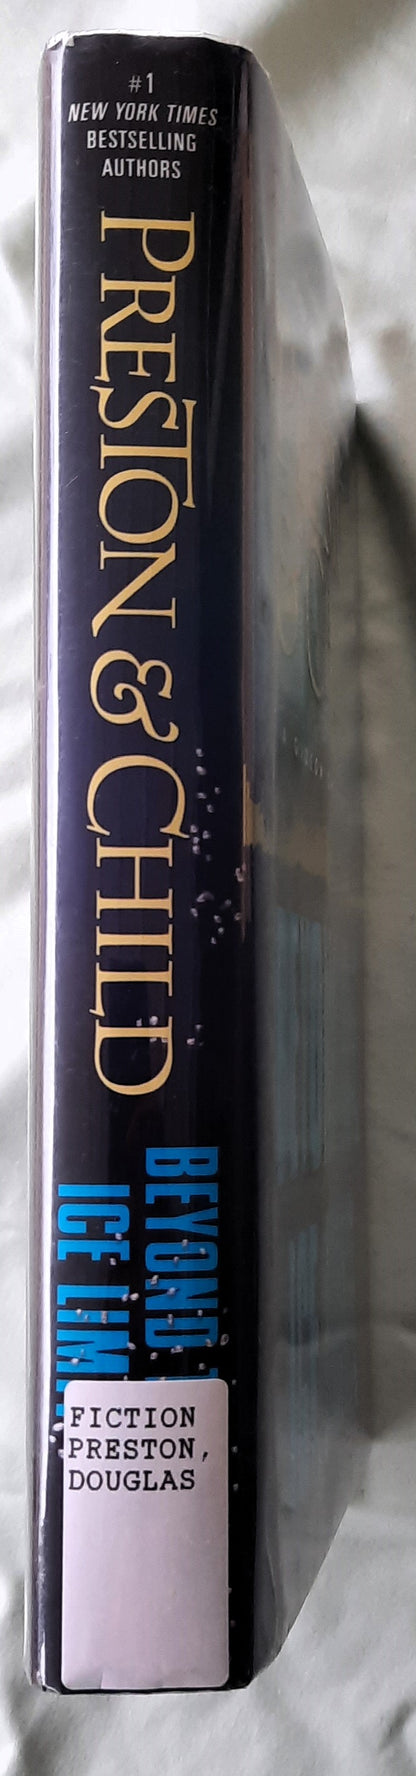 #1
NEW YORK TIMES
BESTSELLING
AUTHORS
PRESTON & CHILD
BEYOND
ICE LIM
FICTION
PRESTON,
DOUGLAS